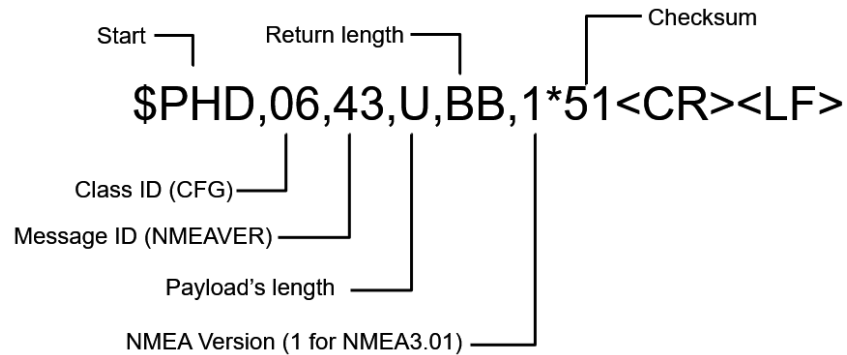 Checksum
Start
Return length
$PHD,06,43,U,BB,1*51<CR><LF>
Class ID (CFG)
Message ID (NMEAVER)
Payload's length
NMEA Version (1 for NMEA3.01)